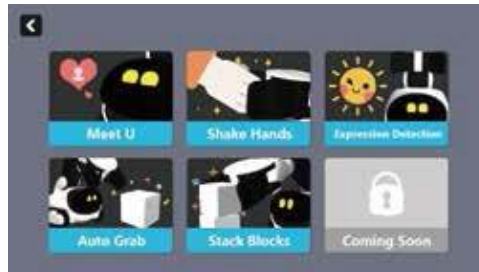 Meet U
Shake Hands
Expression Detection
Auto Grab
Stack Blocks
Coming Soon